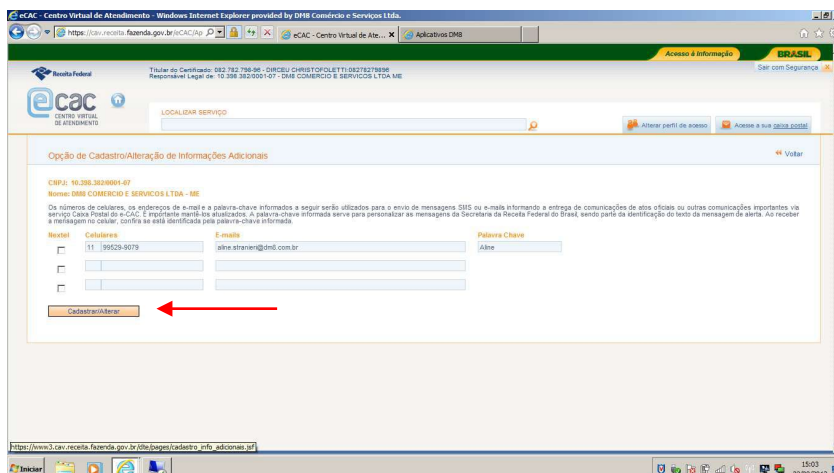 eCAC - Centro Virtual de Atendimento - Windows Internet Explorer provided by DM8 Comércio e Serviços Ltda.
https://cav.receita.fazenda.gov.br/eCAC/Ap
eCAC - Centro Virtual de Ate...
Aplicativos DM8
Acesso à Informação
BRASIL
Receita Federal
Titular do Certificado: 082.782.798-96 - DIRCEU CHRISTOFOLETTI:08278279896
Responsável Legal de: 10.396.382/0001-07 - DM8 COMERCIO E SERVICOS LTDA ME
Sair com Segurança
ecac
CENTRO VIRTUAL
DE ATENDIMENTO
LOCALIZAR SERVIÇO
Alterar perfil de acesso
Acesse a sua caixa postal
Opção de Cadastro/Alteração de Informações Adicionais
Voltar
CNPJ: 10.396.382/0001-07
Nome: DM8 COMERCIO E SERVICOS LTDA - ME
Os números de celulares, os endereços de e-mail e a palavra-chave informados a seguir serão utilizados para o envio de mensagens SMS ou e-mails informando a entrega de comunicações de atos oficiais ou outras comunicações importantes via
serviço Caixa Postal do e-CAC. É importante mantê-los atualizados. A palavra-chave informada serve para personalizar as mensagens da Secretaria da Receita Federal do Brasil, sendo parte da identificação do texto da mensagem de alerta. Ao receber
a mensagem no celular, confira se está identificada pela palavra-chave informada.
Nextel Celulares E-mails Palavra Chave
11 99529-9079 aline.stranieri@dm8.com.br Aline
Cadastrar/Alterar
https://www3.cav.receita.fazenda.gov.br/dte/pages/cadastro_info_adicionais.jsf
Iniciar
15:03